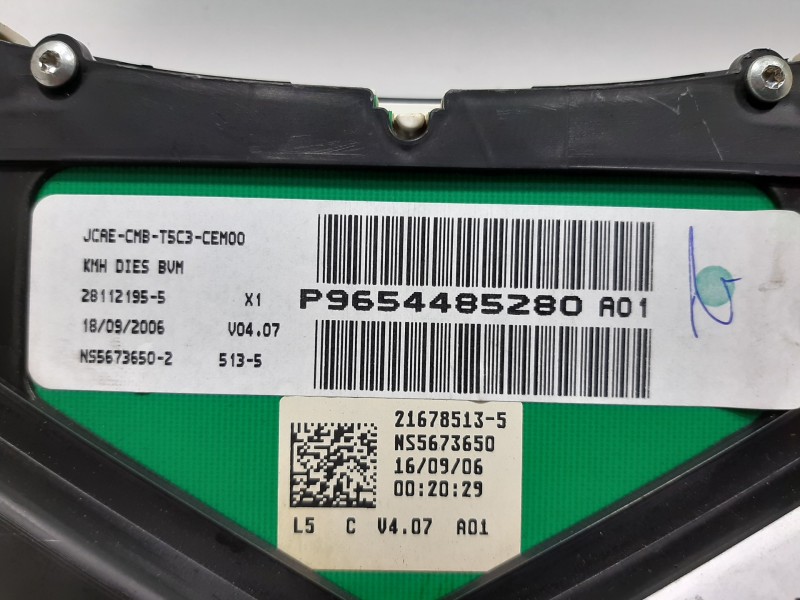 JCAE-CMB-T5C3-CEM00
KMH DIES BVM
28112195-5 X1
18/09/2006 V04.07
NS5673650-2 513-5
P9654485280 A01
21678513-5
NS5673650
16/09/06
00:20:29
L5 C V4.07 A01